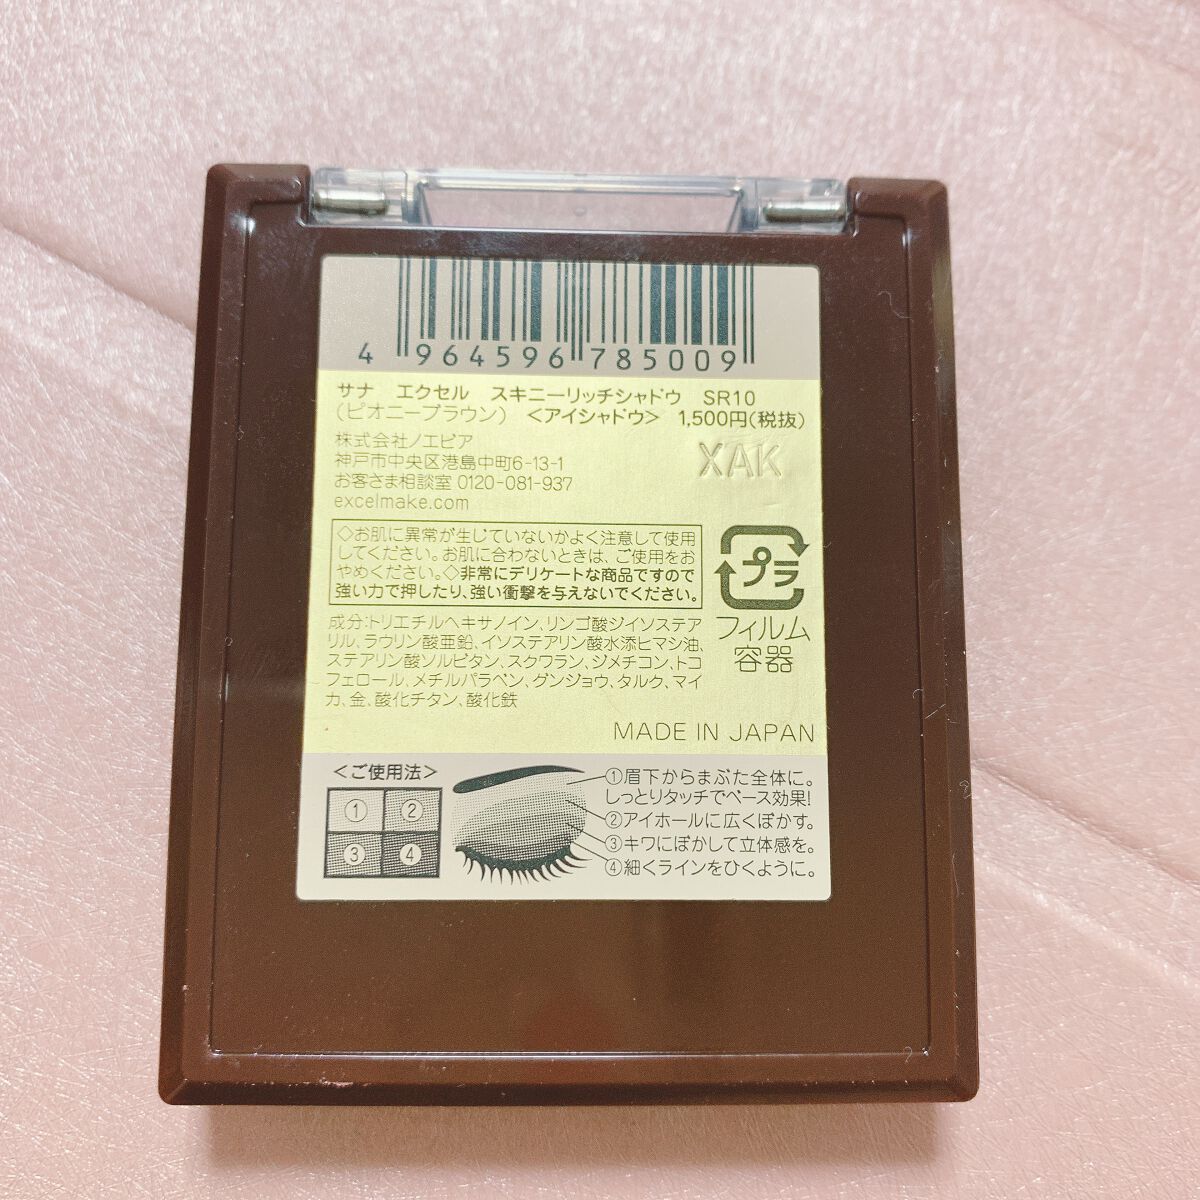 4 964596 785009
サナ エクセル スキニーリッチシャドウ SR10
(ピオニーブラウン) <アイシャドウ> 1,500円(税抜)
株式会社ノエビア
神戸市中央区港島中町6-13-1
お客さま相談室 0120-081-937
excelmake.com
XAK
◇お肌に異常が生じていないかよく注意して使用
してください。お肌に合わないときは、ご使用をお
やめください。◇非常にデリケートな商品ですので
強い力で押したり、強い衝撃を与えないでください。
プラ
フィルム
容器
成分:トリエチルヘキサノイン、リンゴ酸ジイソステア
リル、ラウリン酸亜鉛、イソステアリン酸水添ヒマシ油、
ステアリン酸ソルビタン、スクワラン、ジメチコン、トコ
フェロール、メチルパラベン、ゲンジョウ、タルク、マイ
カ、金、酸化チタン、酸化鉄
MADE IN JAPAN
<ご使用法>
① ②
③ ④
①眉下からまぶた全体に。
しっとりタッチでベース効果!
②アイホールに広くぼかす。
③キワにぼかして立体感を。
④細くラインをひくように。